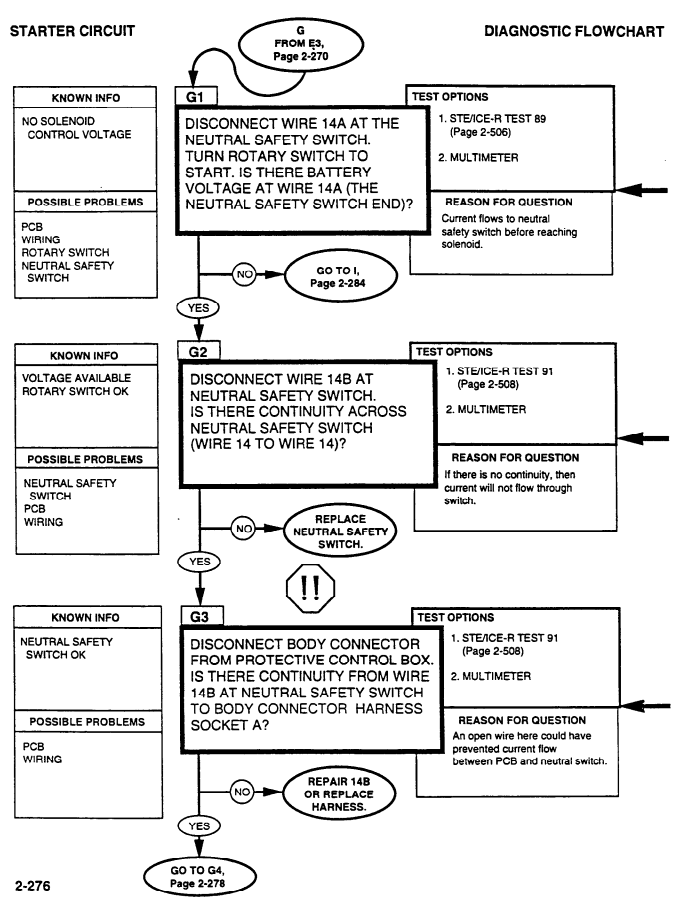 STARTER CIRCUIT
DIAGNOSTIC FLOWCHART
G
FROM E3,
Page 2-270
KNOWN INFO
NO SOLENOID
CONTROL VOLTAGE
POSSIBLE PROBLEMS
PCB
WIRING
ROTARY SWITCH
NEUTRAL SAFETY
SWITCH
G1
DISCONNECT WIRE 14A AT THE
NEUTRAL SAFETY SWITCH.
TURN ROTARY SWITCH TO
START. IS THERE BATTERY
VOLTAGE AT WIRE 14A (THE
NEUTRAL SAFETY SWITCH END)?
TEST OPTIONS
1. STE/ICE-R TEST 89
(Page 2-506)
2. MULTIMETER
REASON FOR QUESTION
Current flows to neutral
safety switch before reaching
solenoid.
NO
GO TO I,
Page 2-284
YES
KNOWN INFO
VOLTAGE AVAILABLE
ROTARY SWITCH OK
POSSIBLE PROBLEMS
NEUTRAL SAFETY
SWITCH
PCB
WIRING
G2
DISCONNECT WIRE 14B AT
NEUTRAL SAFETY SWITCH.
IS THERE CONTINUITY ACROSS
NEUTRAL SAFETY SWITCH
(WIRE 14 TO WIRE 14)?
TEST OPTIONS
1. STE/ICE-R TEST 91
(Page 2-508)
2. MULTIMETER
REASON FOR QUESTION
If there is no continuity, then
current will not flow through
switch.
NO
REPLACE
NEUTRAL SAFETY
SWITCH.
YES
!!
KNOWN INFO
NEUTRAL SAFETY
SWITCH OK
POSSIBLE PROBLEMS
PCB
WIRING
G3
DISCONNECT BODY CONNECTOR
FROM PROTECTIVE CONTROL BOX.
IS THERE CONTINUITY FROM WIRE
14B AT NEUTRAL SAFETY SWITCH
TO BODY CONNECTOR HARNESS
SOCKET A?
TEST OPTIONS
1. STE/ICE-R TEST 91
(Page 2-508)
2. MULTIMETER
REASON FOR QUESTION
An open wire here could have
prevented current flow
between PCB and neutral switch.
NO
REPAIR 14B
OR REPLACE
HARNESS.
YES
GO TO G4,
Page 2-278
2-276